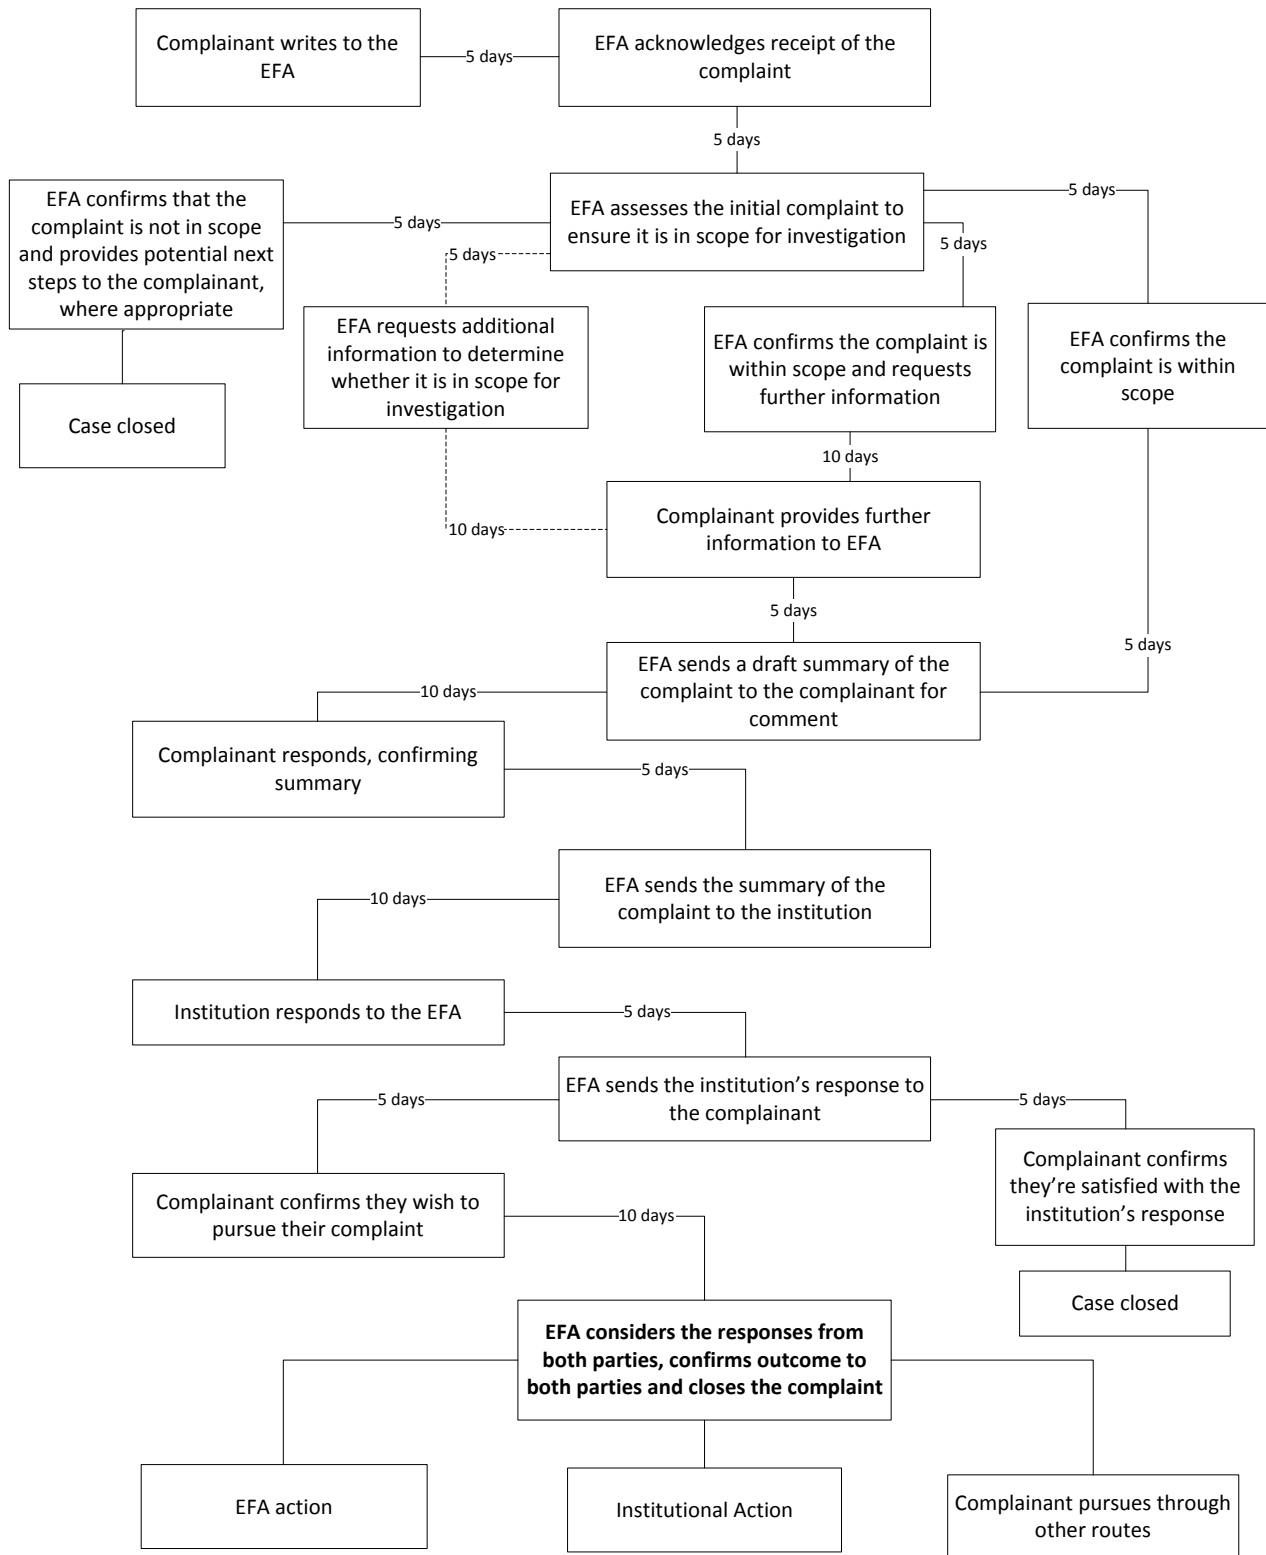 Complainant writes to the
EFA
5 days
EFA acknowledges receipt of the
complaint
5 days
EFA confirms that the
complaint is not in scope
and provides potential next
steps to the complainant,
where appropriate
5 days
EFA assesses the initial complaint to
ensure it is in scope for investigation
5 days
5 days
5 days
Case closed
EFA requests additional
information to determine
whether it is in scope for
investigation
EFA confirms the complaint is
within scope and requests
further information
EFA confirms the
complaint is within
scope
10 days
10 days
Complainant provides further
information to EFA
5 days
5 days
EFA sends a draft summary of the
complaint to the complainant for
comment
10 days
Complainant responds, confirming
summary
5 days
EFA sends the summary of the
complaint to the institution
10 days
Institution responds to the EFA
5 days
EFA sends the institution’s response to
the complainant
5 days
5 days
Complainant confirms they wish to
pursue their complaint
Complainant confirms
they’re satisfied with the
institution’s response
10 days
Case closed
EFA considers the responses from
both parties, confirms outcome to
both parties and closes the complaint
EFA action
Institutional Action
Complainant pursues through
other routes